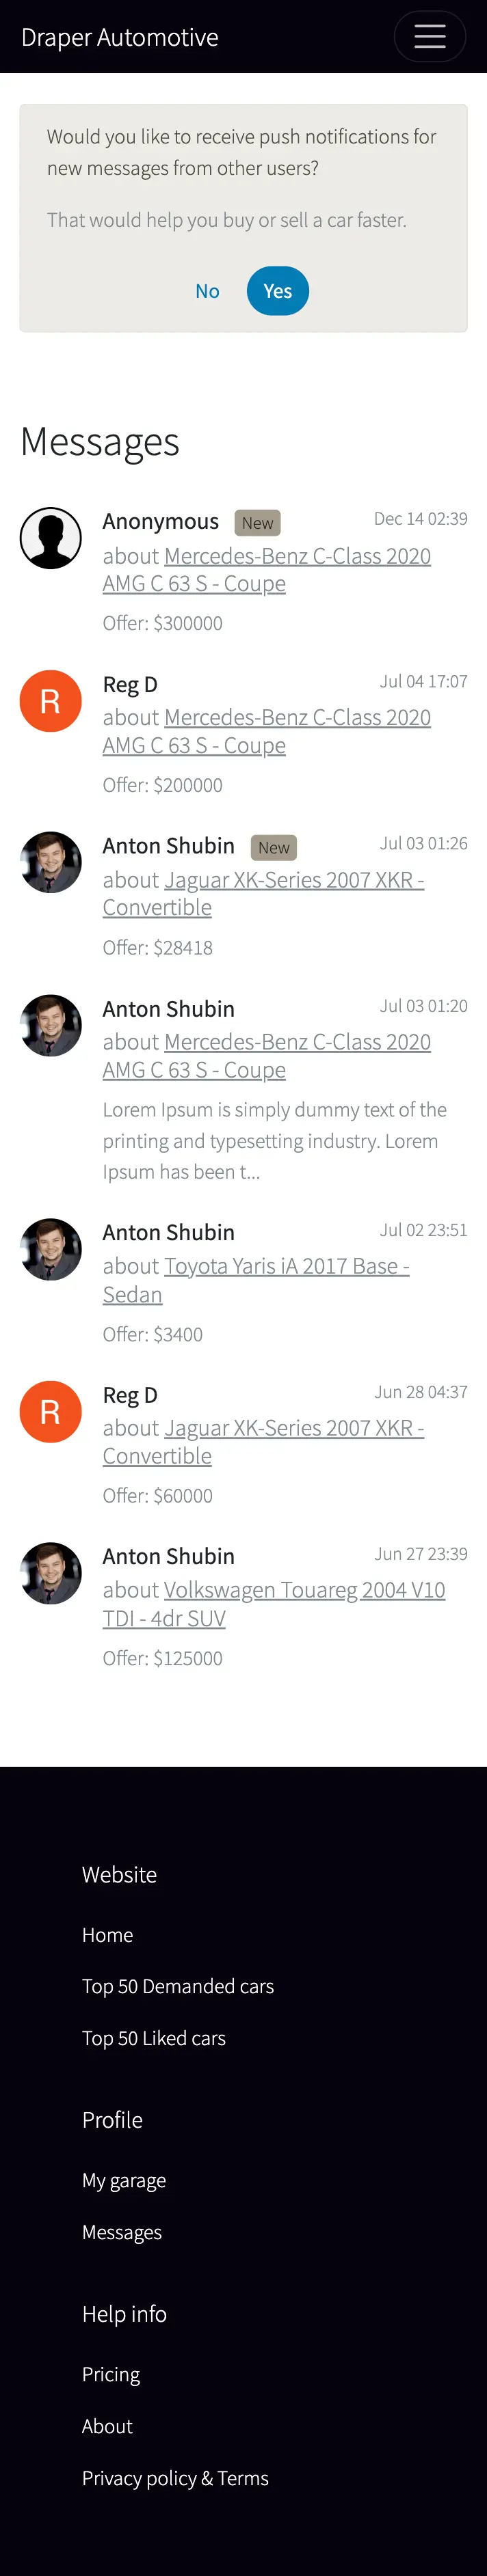 Draper Automotive
Would you like to receive push notifications for
new messages from other users?
That would help you buy or sell a car faster.
No
Yes
Messages
Anonymous New Dec 14 02:39
about Mercedes-Benz C-Class 2020
AMG C 63 S - Coupe
Offer: $300000
R
Reg D Jul 04 17:07
about Mercedes-Benz C-Class 2020
AMG C 63 S - Coupe
Offer: $200000
Anton Shubin New Jul 03 01:26
about Jaguar XK-Series 2007 XKR -
Convertible
Offer: $28418
Anton Shubin Jul 03 01:20
about Mercedes-Benz C-Class 2020
AMG C 63 S - Coupe
Lorem Ipsum is simply dummy text of the
printing and typesetting industry. Lorem
Ipsum has been t...
Anton Shubin Jul 02 23:51
about Toyota Yaris iA 2017 Base -
Sedan
Offer: $3400
R
Reg D Jun 28 04:37
about Jaguar XK-Series 2007 XKR -
Convertible
Offer: $60000
Anton Shubin Jun 27 23:39
about Volkswagen Touareg 2004 V10
TDI - 4dr SUV
Offer: $125000
Website
Home
Top 50 Demanded cars
Top 50 Liked cars
Profile
My garage
Messages
Help info
Pricing
About
Privacy policy & Terms